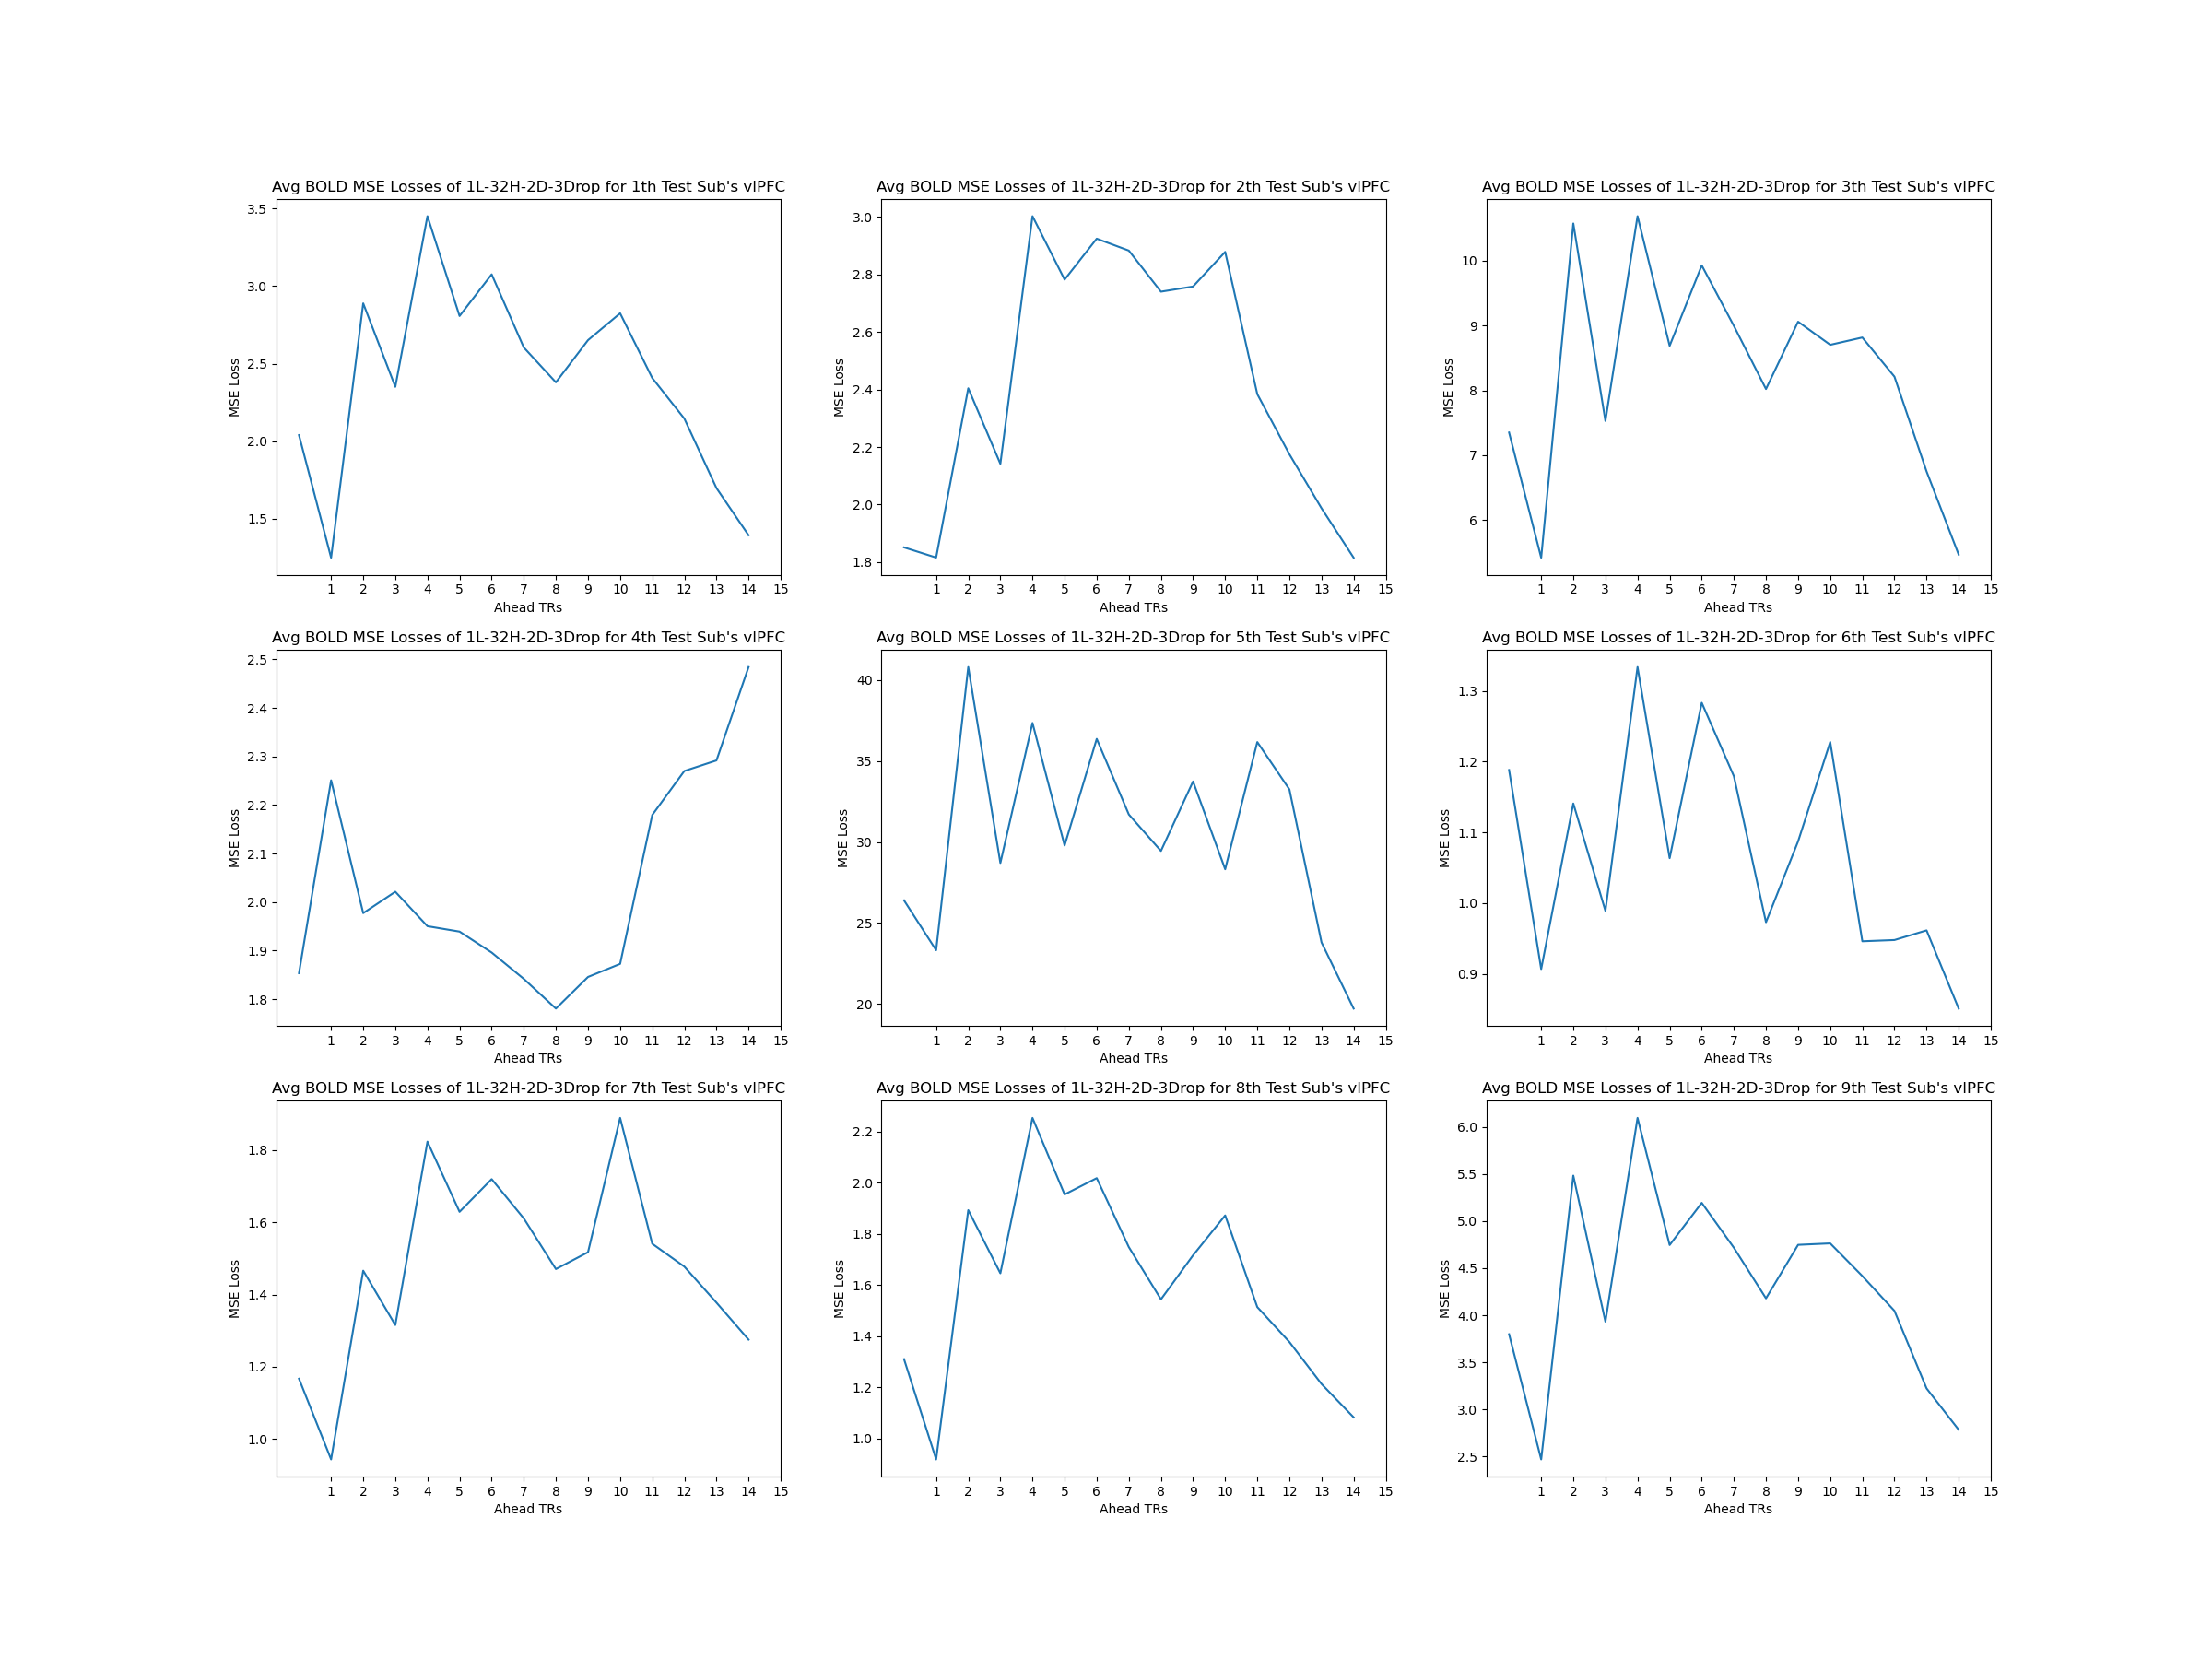 Avg BOLD MSE Losses of 1L-32H-2D-3Drop for 1th Test Sub's vlPFC
3.5
3.0
2.5
2.0
1.5
MSE Loss
1 2 3 4 5 6 7 8 9 10 11 12 13 14 15
Ahead TRs
Avg BOLD MSE Losses of 1L-32H-2D-3Drop for 2th Test Sub's vlPFC
3.0
2.8
2.6
2.4
2.2
2.0
1.8
MSE Loss
1 2 3 4 5 6 7 8 9 10 11 12 13 14 15
Ahead TRs
Avg BOLD MSE Losses of 1L-32H-2D-3Drop for 3th Test Sub's vlPFC
10
9
8
7
6
MSE Loss
1 2 3 4 5 6 7 8 9 10 11 12 13 14 15
Ahead TRs
Avg BOLD MSE Losses of 1L-32H-2D-3Drop for 4th Test Sub's vlPFC
2.5
2.4
2.3
2.2
2.1
2.0
1.9
1.8
MSE Loss
1 2 3 4 5 6 7 8 9 10 11 12 13 14 15
Ahead TRs
Avg BOLD MSE Losses of 1L-32H-2D-3Drop for 5th Test Sub's vlPFC
40
35
30
25
20
MSE Loss
1 2 3 4 5 6 7 8 9 10 11 12 13 14 15
Ahead TRs
Avg BOLD MSE Losses of 1L-32H-2D-3Drop for 6th Test Sub's vlPFC
1.3
1.2
1.1
1.0
0.9
MSE Loss
1 2 3 4 5 6 7 8 9 10 11 12 13 14 15
Ahead TRs
Avg BOLD MSE Losses of 1L-32H-2D-3Drop for 7th Test Sub's vlPFC
1.8
1.6
1.4
1.2
1.0
MSE Loss
1 2 3 4 5 6 7 8 9 10 11 12 13 14 15
Ahead TRs
Avg BOLD MSE Losses of 1L-32H-2D-3Drop for 8th Test Sub's vlPFC
2.2
2.0
1.8
1.6
1.4
1.2
1.0
MSE Loss
1 2 3 4 5 6 7 8 9 10 11 12 13 14 15
Ahead TRs
Avg BOLD MSE Losses of 1L-32H-2D-3Drop for 9th Test Sub's vlPFC
6.0
5.5
5.0
4.5
4.0
3.5
3.0
2.5
MSE Loss
1 2 3 4 5 6 7 8 9 10 11 12 13 14 15
Ahead TRs